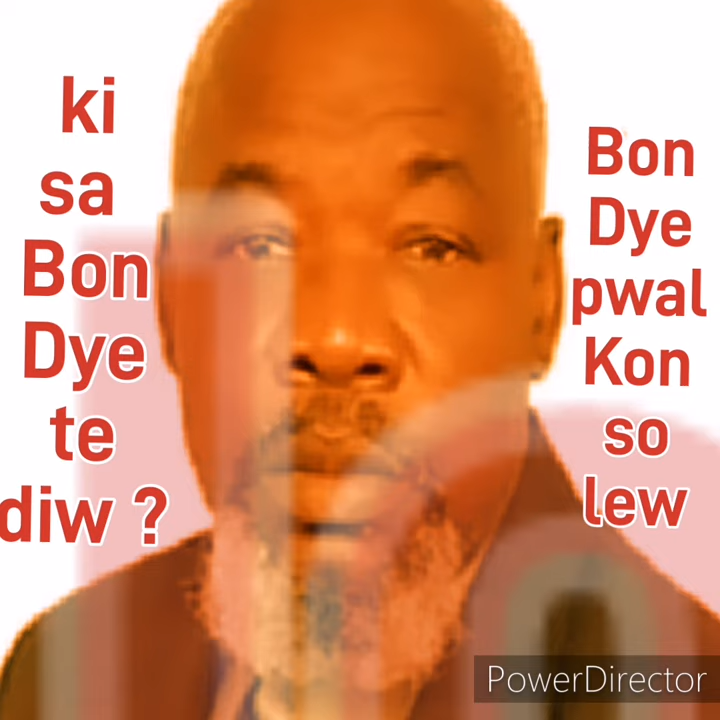 ki
sa
Bon
Dye
te
diw ?
Bon
Dye
pwal
Kon
so
lew
PowerDirector